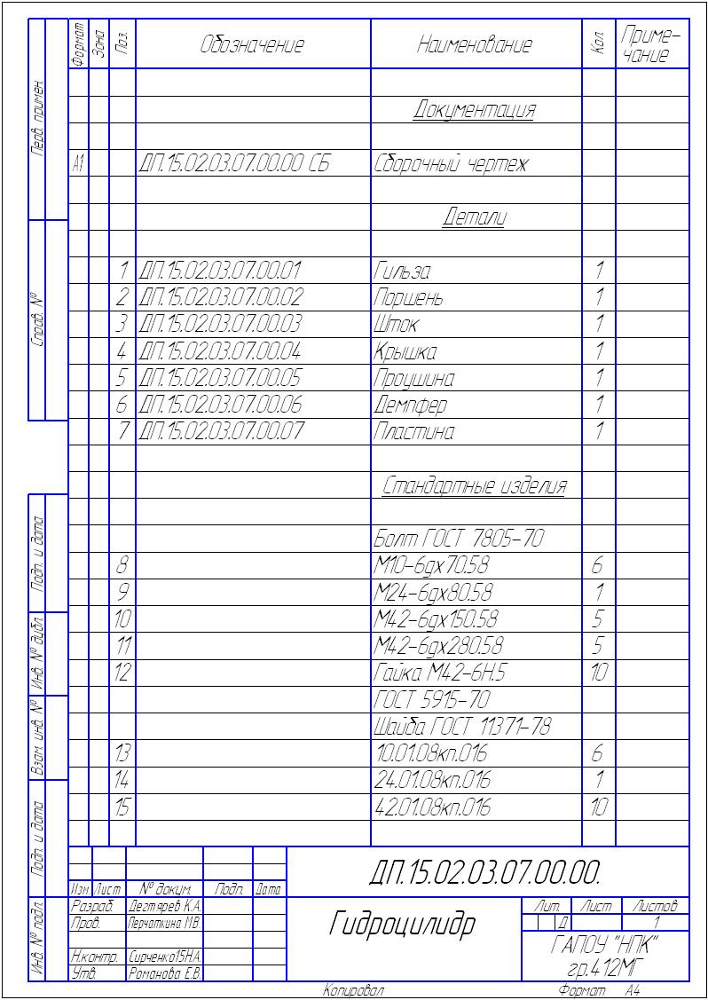 Формат Зона Поз. Обозначение Наименование Кол. Приме-
чание
Документация
А1 ДП.15.02.03.07.00.00 СБ Сборочный чертеж
Детали
1 ДП.15.02.03.07.00.01 Гильза 1
2 ДП.15.02.03.07.00.02 Поршень 1
3 ДП.15.02.03.07.00.03 Шток 1
4 ДП.15.02.03.07.00.04 Крышка 1
5 ДП.15.02.03.07.00.05 Проушина 1
6 ДП.15.02.03.07.00.06 Демпфер 1
7 ДП.15.02.03.07.00.07 Пластина 1
Стандартные изделия
Болт ГОСТ 7805-70
8 М10-6gх70.58 6
9 М24-6gх80.58 1
10 М42-6gх150.58 5
11 М42-6gх280.58 5
12 Гайка М42-6Н.5 10
ГОСТ 5915-70
Шайба ГОСТ 11371-78
13 10.01.08кп.016 6
14 24.01.08кп.016 1
15 42.01.08кп.016 10
Перв. примен.
Справ. №
Подп. и дата
Инв. № дубл.
Взам. инв. №
Подп. и дата
Инв. № подл.
ДП.15.02.03.07.00.00.
Изм. Лист № докум. Подп. Дата
Разраб. Дегтярев К.А.
Пров. Перчаткина М.В.
Н.контр. Сирченко15Н.А.
Утв. Романова Е.В.
Гидроцилидр
Лит. Лист Листов
Д 1
ГАПОУ "НПК"
гр.412МГ
Копировал Формат А4